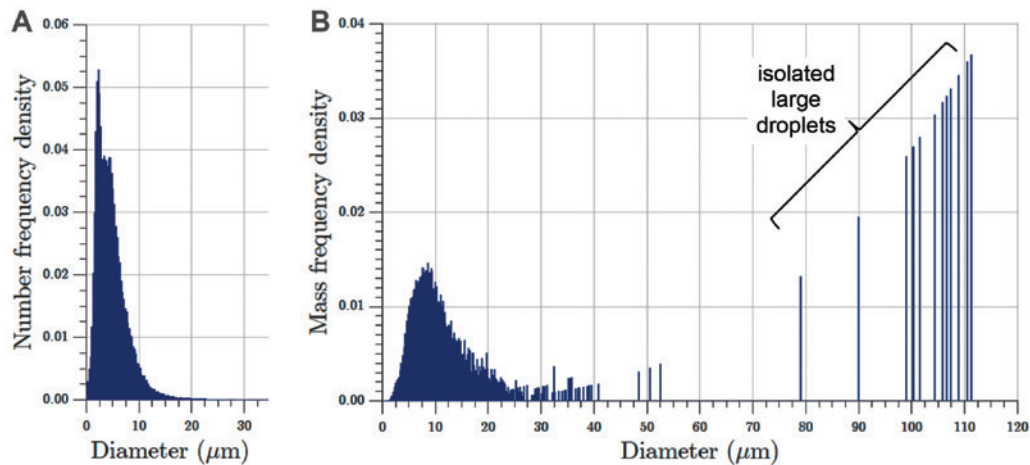 A
B
Number frequency density
0.06
0.05
0.04
0.03
0.02
0.01
0.00
0 10 20 30
Diameter (μm)
Mass frequency density
0.04
0.03
0.02
0.01
0.00
0 10 20 30 40 50 60 70 80 90 100 110 120
Diameter (μm)
isolated
large
droplets